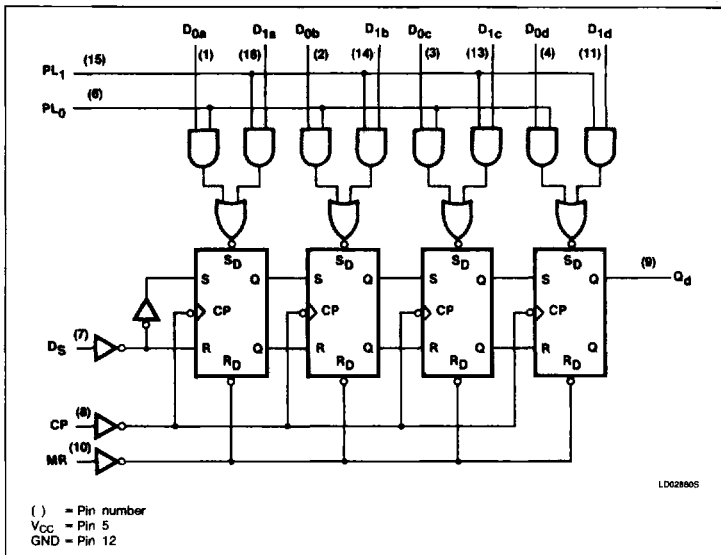 D0a D1a D0b D1b D0c D1c D0d D1d
(1) (16) (2) (14) (3) (13) (4) (11)
PL1 (15)
PL0 (6)
SD SD SD SD
S Q S Q S Q S Q (9) Qd
CP CP CP CP
DS (7)
R Q R Q R Q R Q
RD RD RD RD
CP (8)
MR (10)
LD02880S
( ) = Pin number
VCC = Pin 5
GND = Pin 12